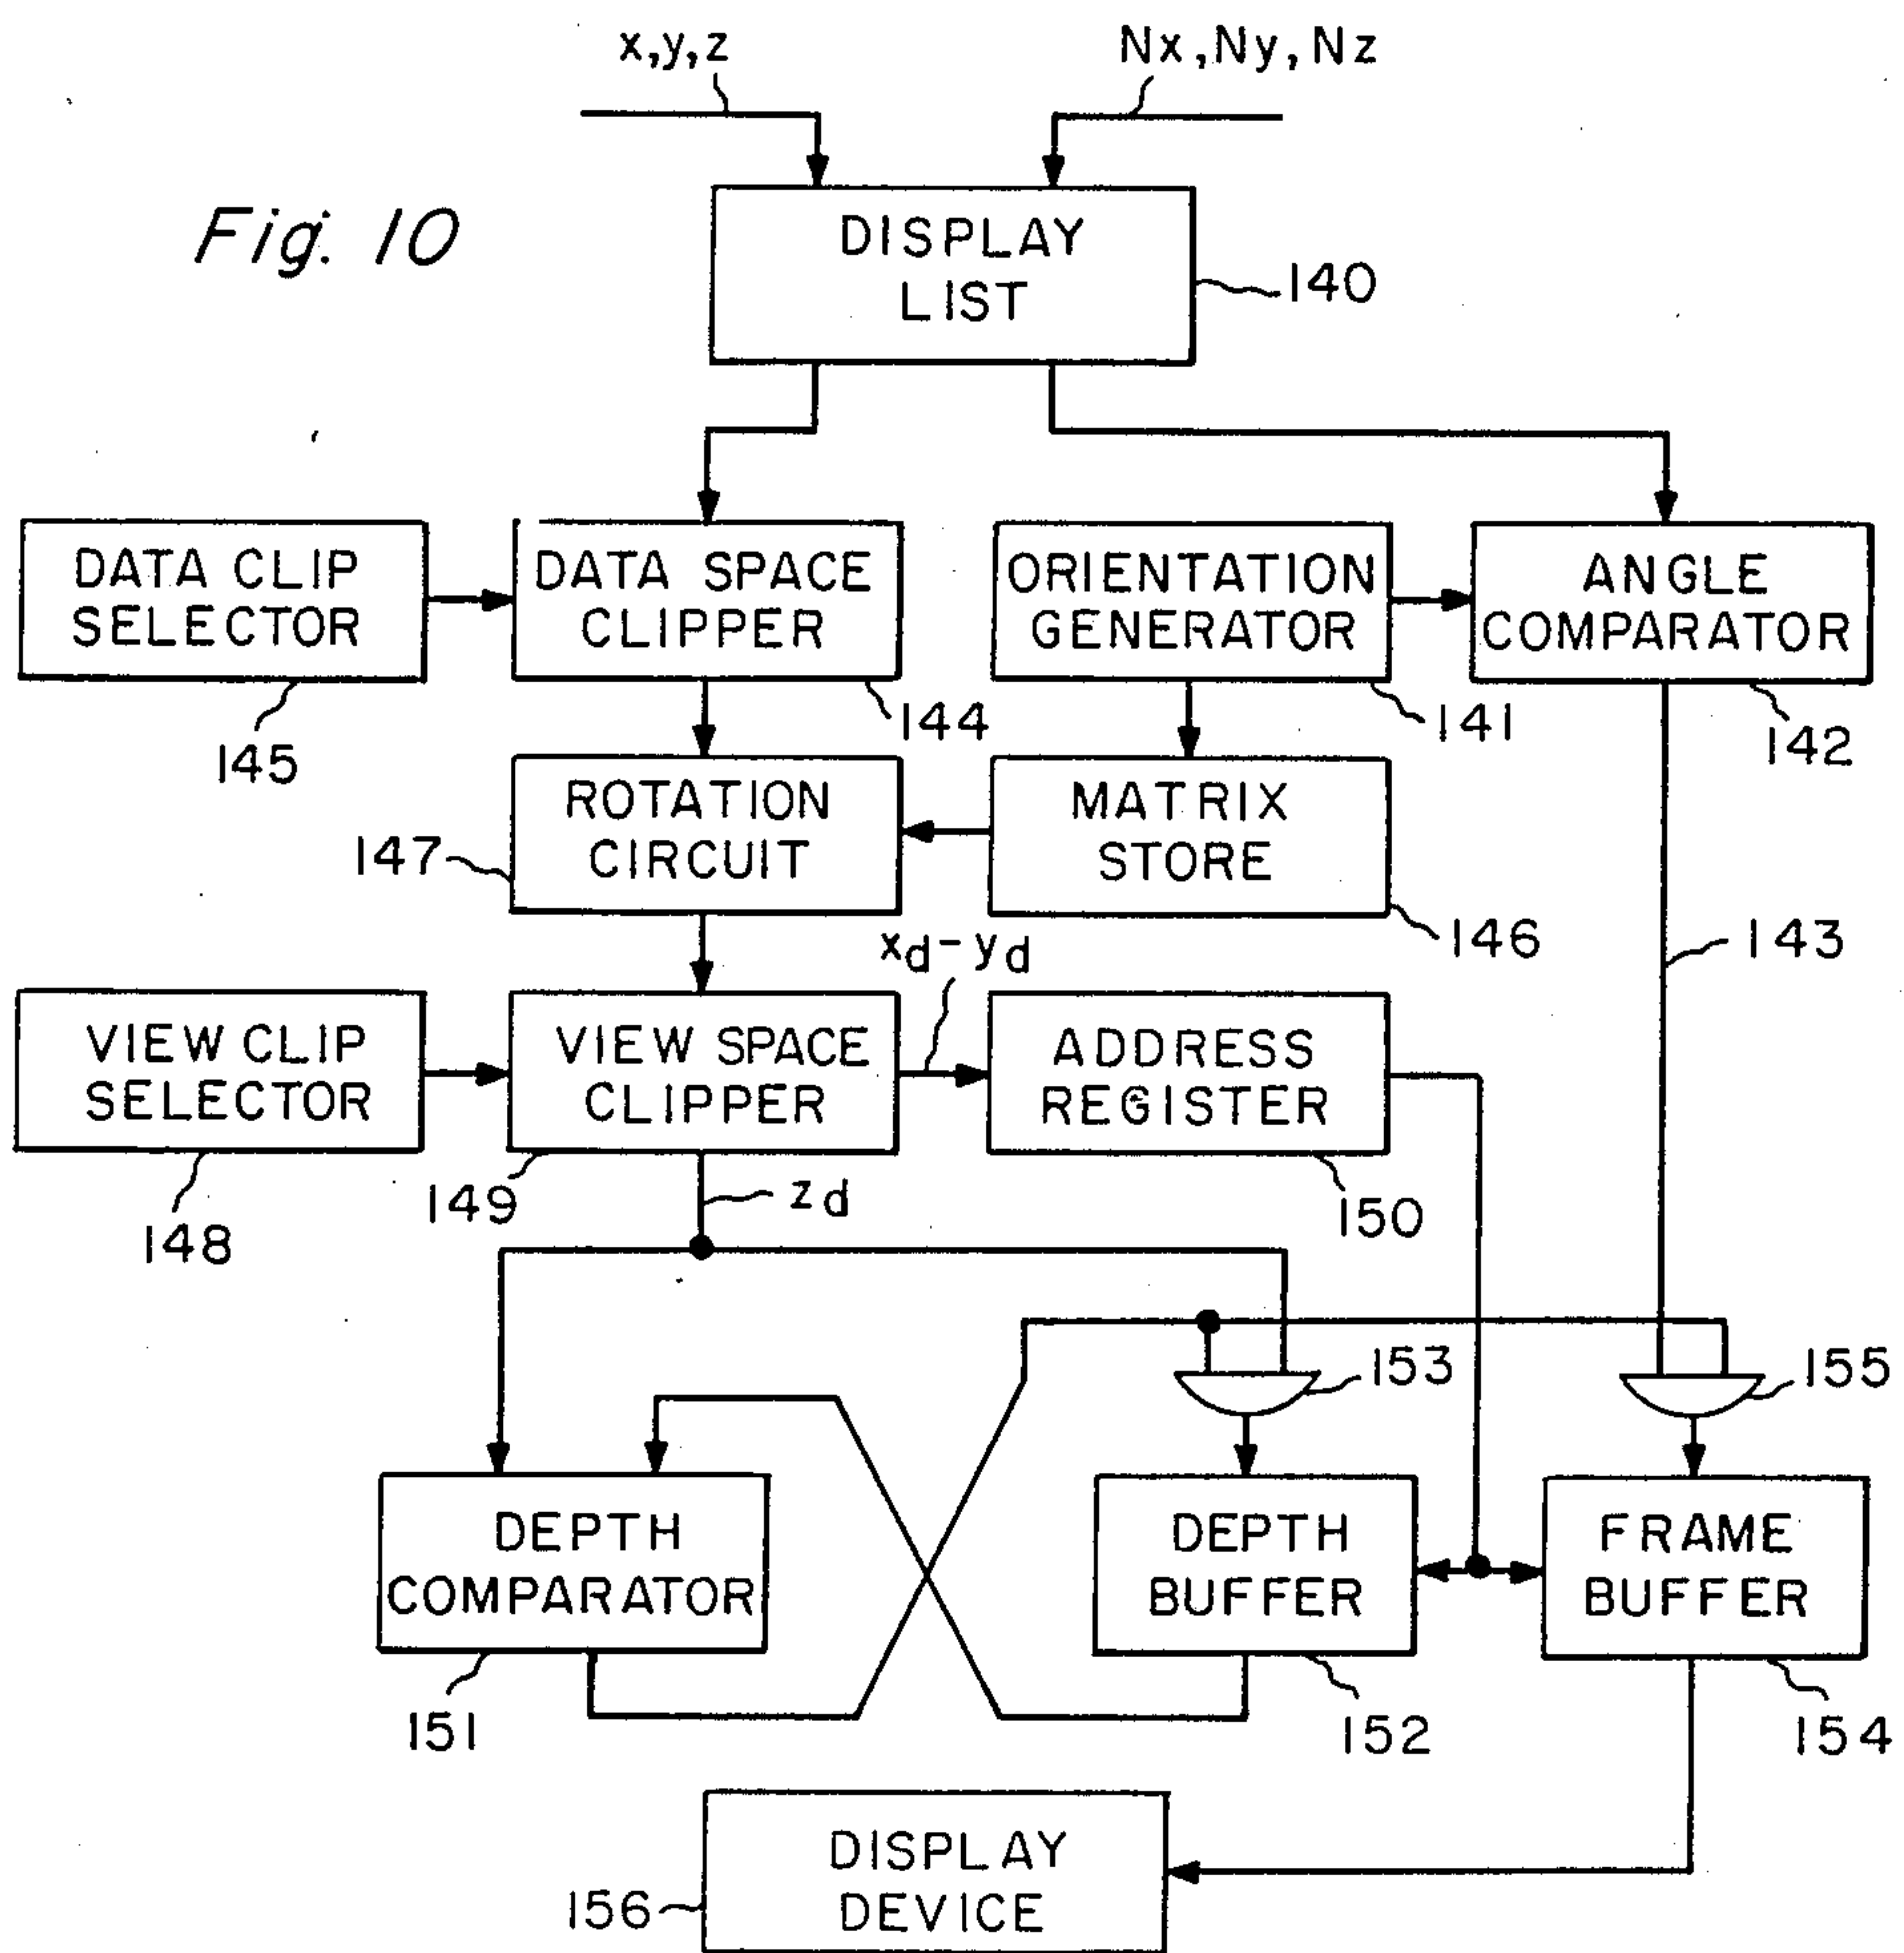 x,y,z
Nx,Ny,Nz
Fig. 10
DISPLAY
LIST
140
DATA CLIP
SELECTOR
145
DATA SPACE
CLIPPER
144
ORIENTATION
GENERATOR
141
ANGLE
COMPARATOR
142
ROTATION
CIRCUIT
147
MATRIX
STORE
146
143
xd-yd
VIEW CLIP
SELECTOR
148
VIEW SPACE
CLIPPER
149
ADDRESS
REGISTER
150
zd
153
155
DEPTH
COMPARATOR
151
DEPTH
BUFFER
152
FRAME
BUFFER
154
DISPLAY
DEVICE
156